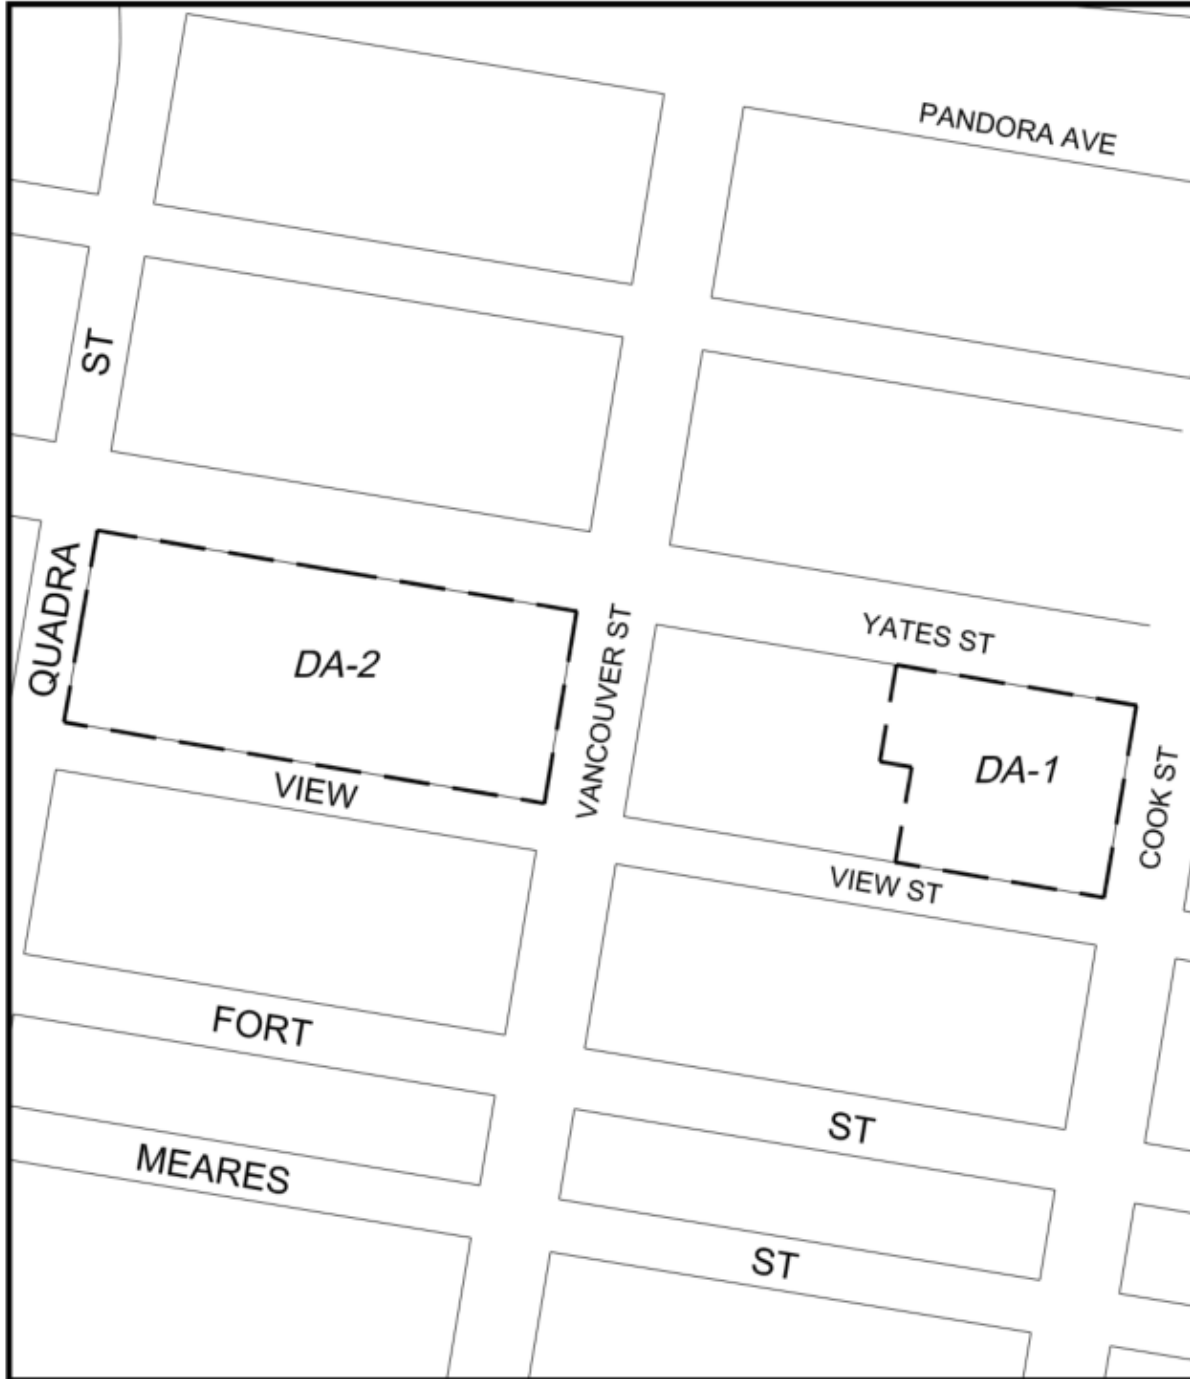 PANDORA AVE
ST
QUADRA
YATES ST
DA-2
VANCOUVER ST
DA-1
COOK ST
VIEW
VIEW ST
FORT
ST
MEARES
ST